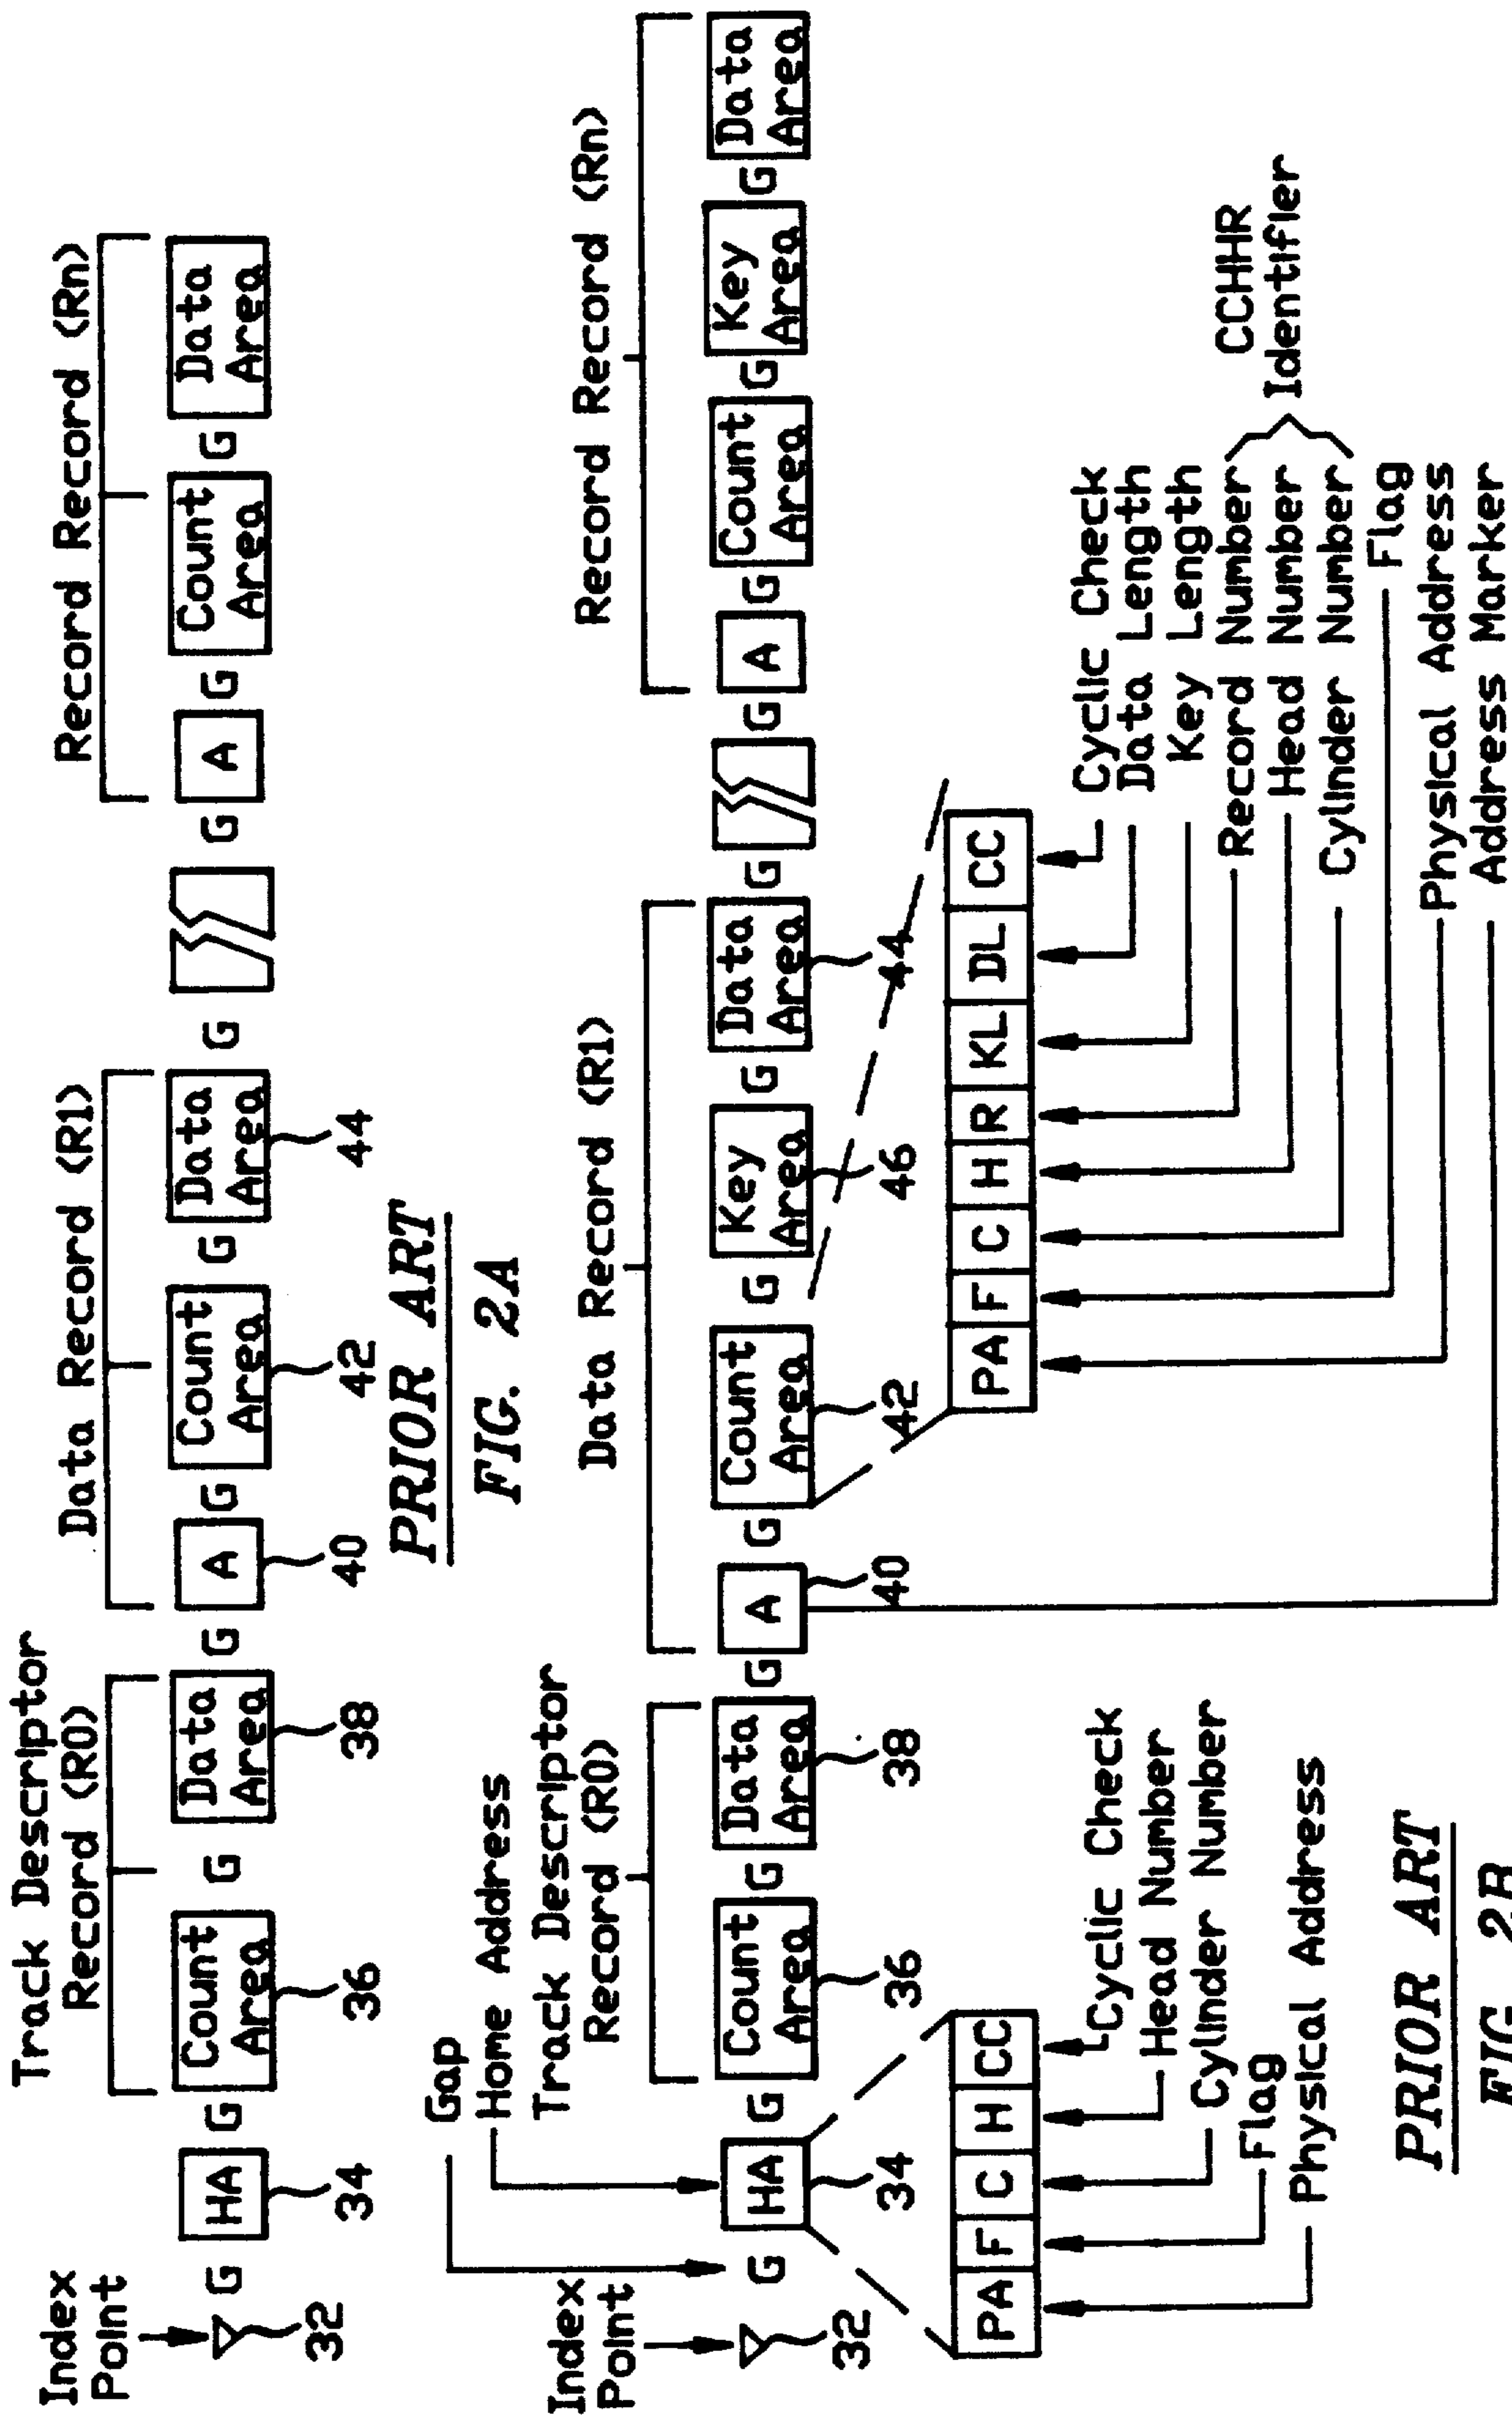 Index
Point
Track Descriptor
Record (R0)
Data Record (R1)
Record Record (Rn)
G HA G Count Area G Data Area G A G Count Area G Data Area G G A G Count Area G Data Area
32 34 36 38 40 42 44
PRIOR ART
FIG. 2A
Gap
Home Address
Index
Point
Track Descriptor
Record (R0)
Data Record (R1)
Record Record (Rn)
G HA G Count Area G Data Area G A G Count Area G Key Area G Data Area G G A G Count Area G Key Area G Data Area
32 34 36 38 40 42 46 44
PA F C H CC
Cyclic Check
Head Number
Cylinder Number
Flag
Physical Address
PA F C H R KL DL CC
Cyclic Check
Data Length
Key Length
Record Number
Head Number
Cylinder Number
CCHHR
Identifier
Flag
Physical Address
Address Marker
PRIOR ART
FIG. 2B